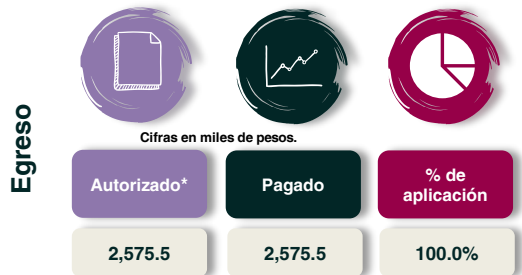 Egreso
Cifras en miles de pesos.
Autorizado*
Pagado
% de
aplicación
2,575.5
2,575.5
100.0%